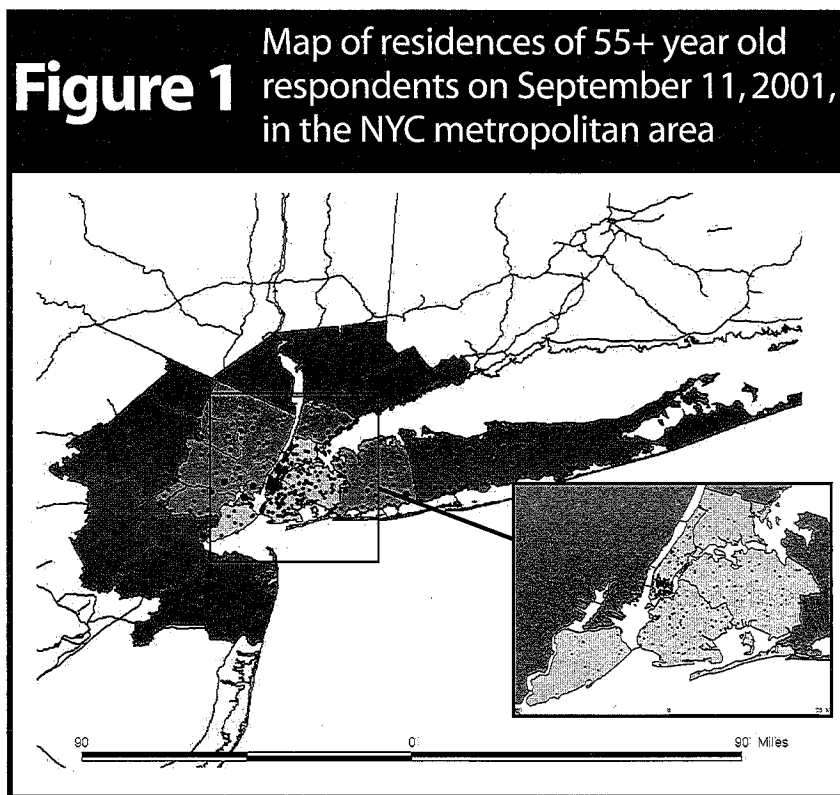 Figure 1
Map of residences of 55+ year old
respondents on September 11, 2001,
in the NYC metropolitan area
90 0 90 Miles